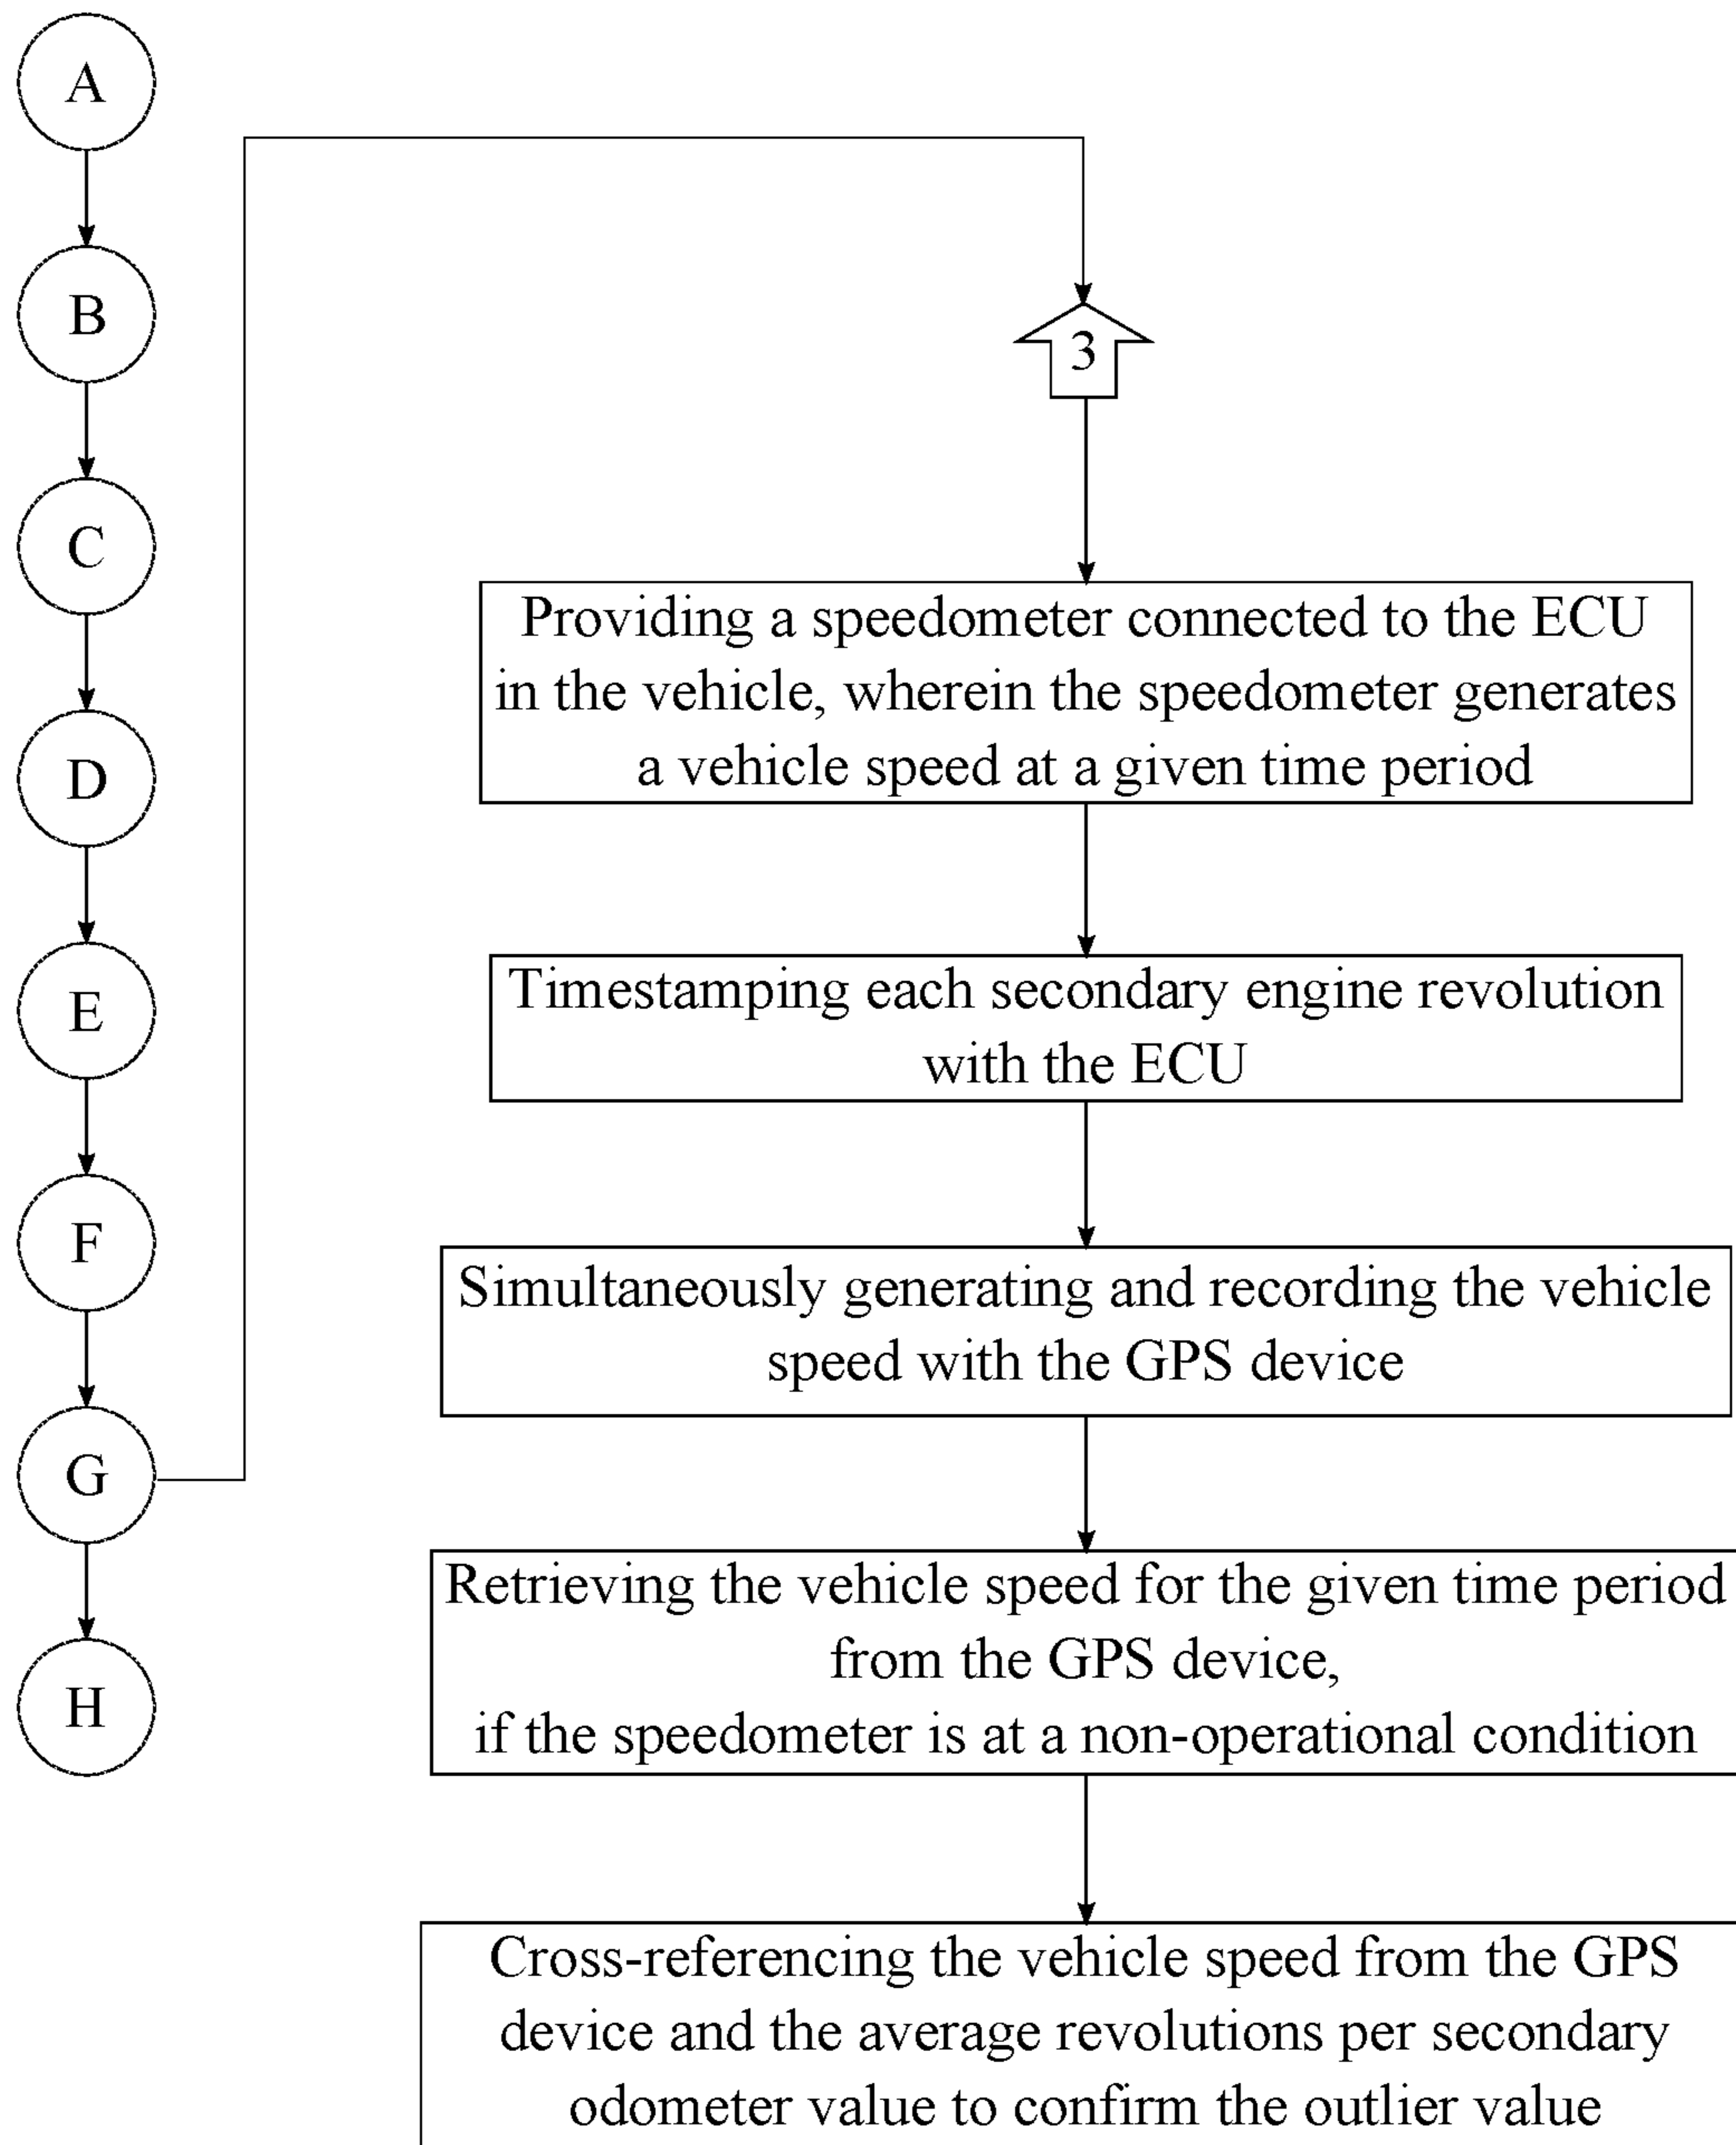 A
B
C
D
E
F
G
H
3
Providing a speedometer connected to the ECU
in the vehicle, wherein the speedometer generates
a vehicle speed at a given time period
Timestamping each secondary engine revolution
with the ECU
Simultaneously generating and recording the vehicle
speed with the GPS device
Retrieving the vehicle speed for the given time period
from the GPS device,
if the speedometer is at a non-operational condition
Cross-referencing the vehicle speed from the GPS
device and the average revolutions per secondary
odometer value to confirm the outlier value